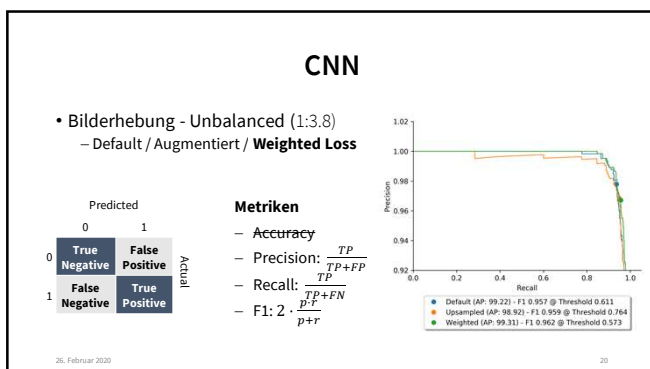 CNN
• Bilderhebung - Unbalanced (1:3.8)
– Default / Augmentiert / Weighted Loss
Predicted
0 1
0 True Negative False Positive
1 False Negative True Positive
Actual
Metriken
– Accuracy
– Precision: TP/TP+FP
– Recall: TP/TP+FN
– F1: 2 · p·r/p+r
1.02
1.00
0.98
0.96
0.94
0.92
Precision
0.0 0.2 0.4 0.6 0.8 1.0
Recall
Default (AP: 99.22) - F1 0.957 @ Threshold 0.611
Upsampled (AP: 98.92) - F1 0.959 @ Threshold 0.764
Weighted (AP: 99.31) - F1 0.962 @ Threshold 0.573
26. Februar 2020
20